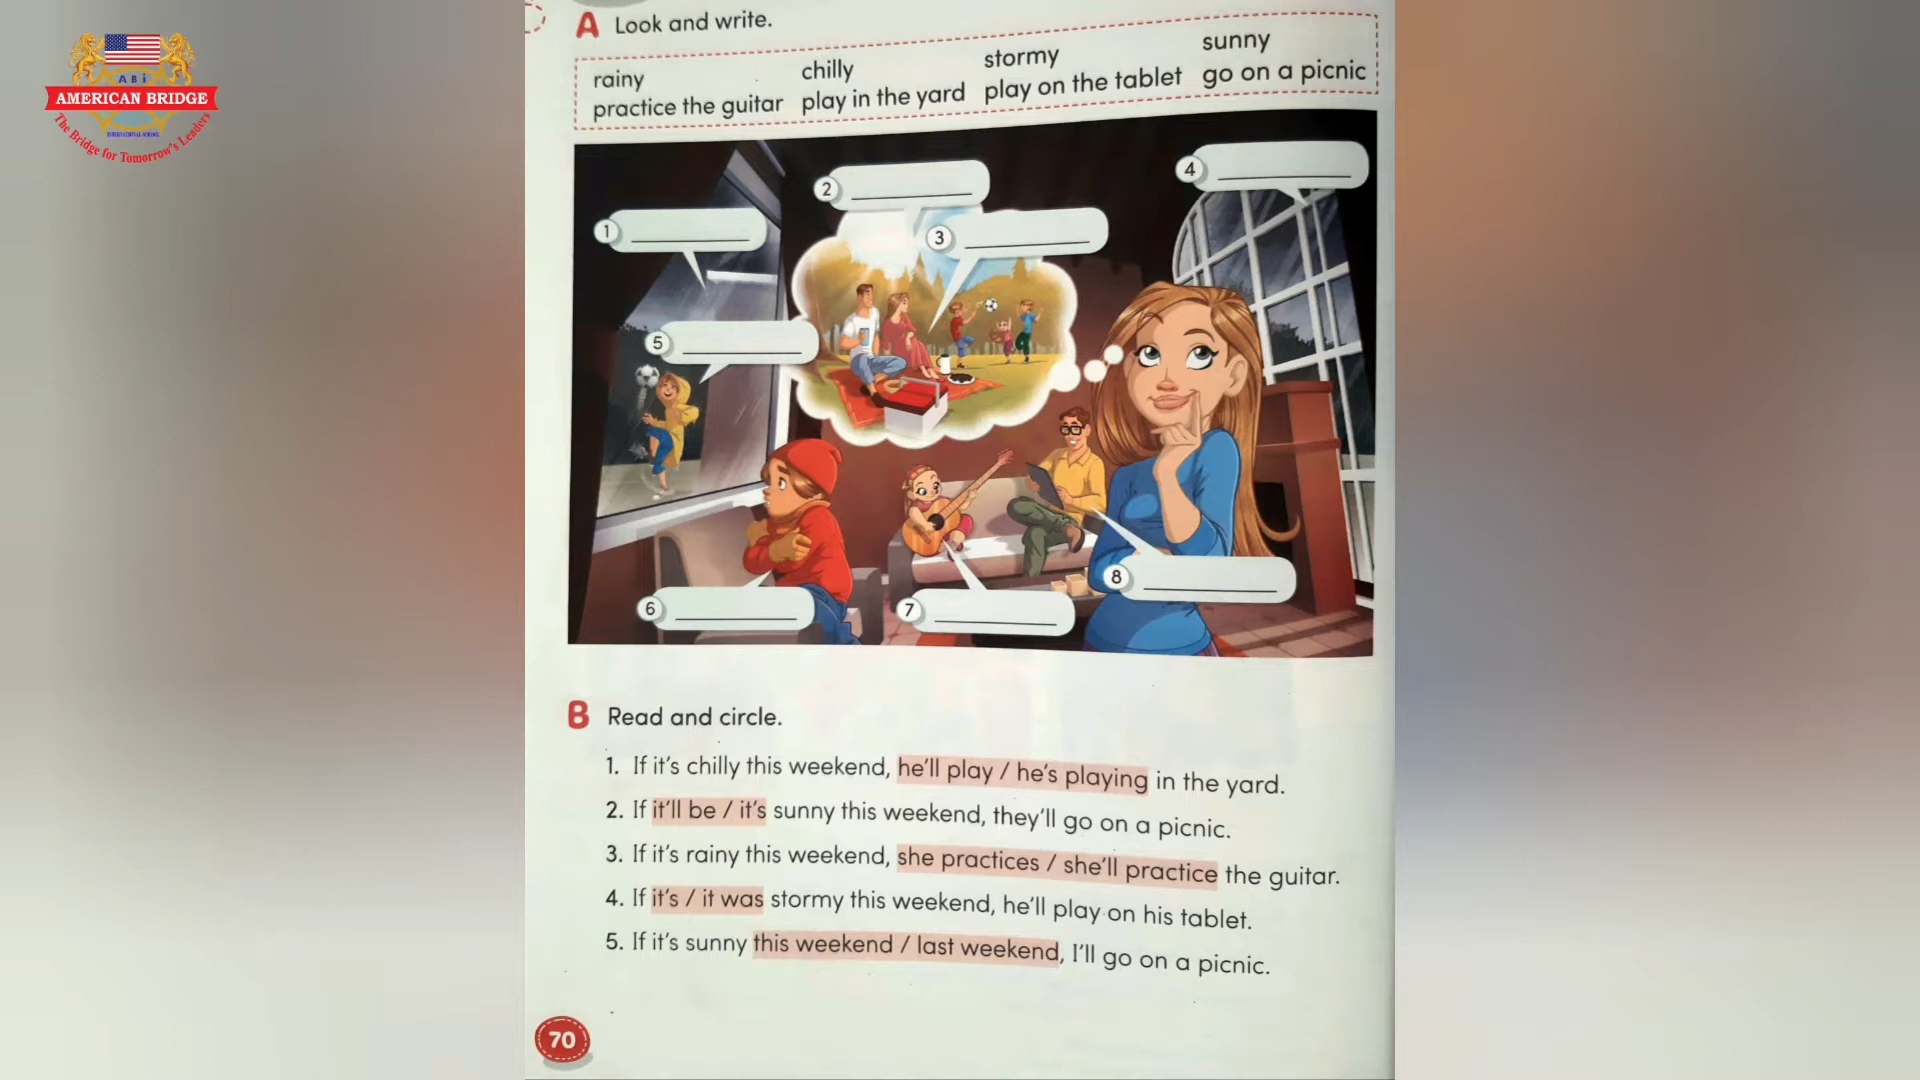 ABi
AMERICAN BRIDGE
INTERNATIONAL SCHOOL
The Bridge for Tomorrow's Leaders
A Look and write.
rainy chilly stormy sunny
practice the guitar play in the yard play on the tablet go on a picnic
1
2
3
4
5
6
7
8
B Read and circle.
1. If it's chilly this weekend, he'll play / he's playing in the yard.
2. If it'll be / it's sunny this weekend, they'll go on a picnic.
3. If it's rainy this weekend, she practices / she'll practice the guitar.
4. If it's / it was stormy this weekend, he'll play on his tablet.
5. If it's sunny this weekend / last weekend, I'll go on a picnic.
70